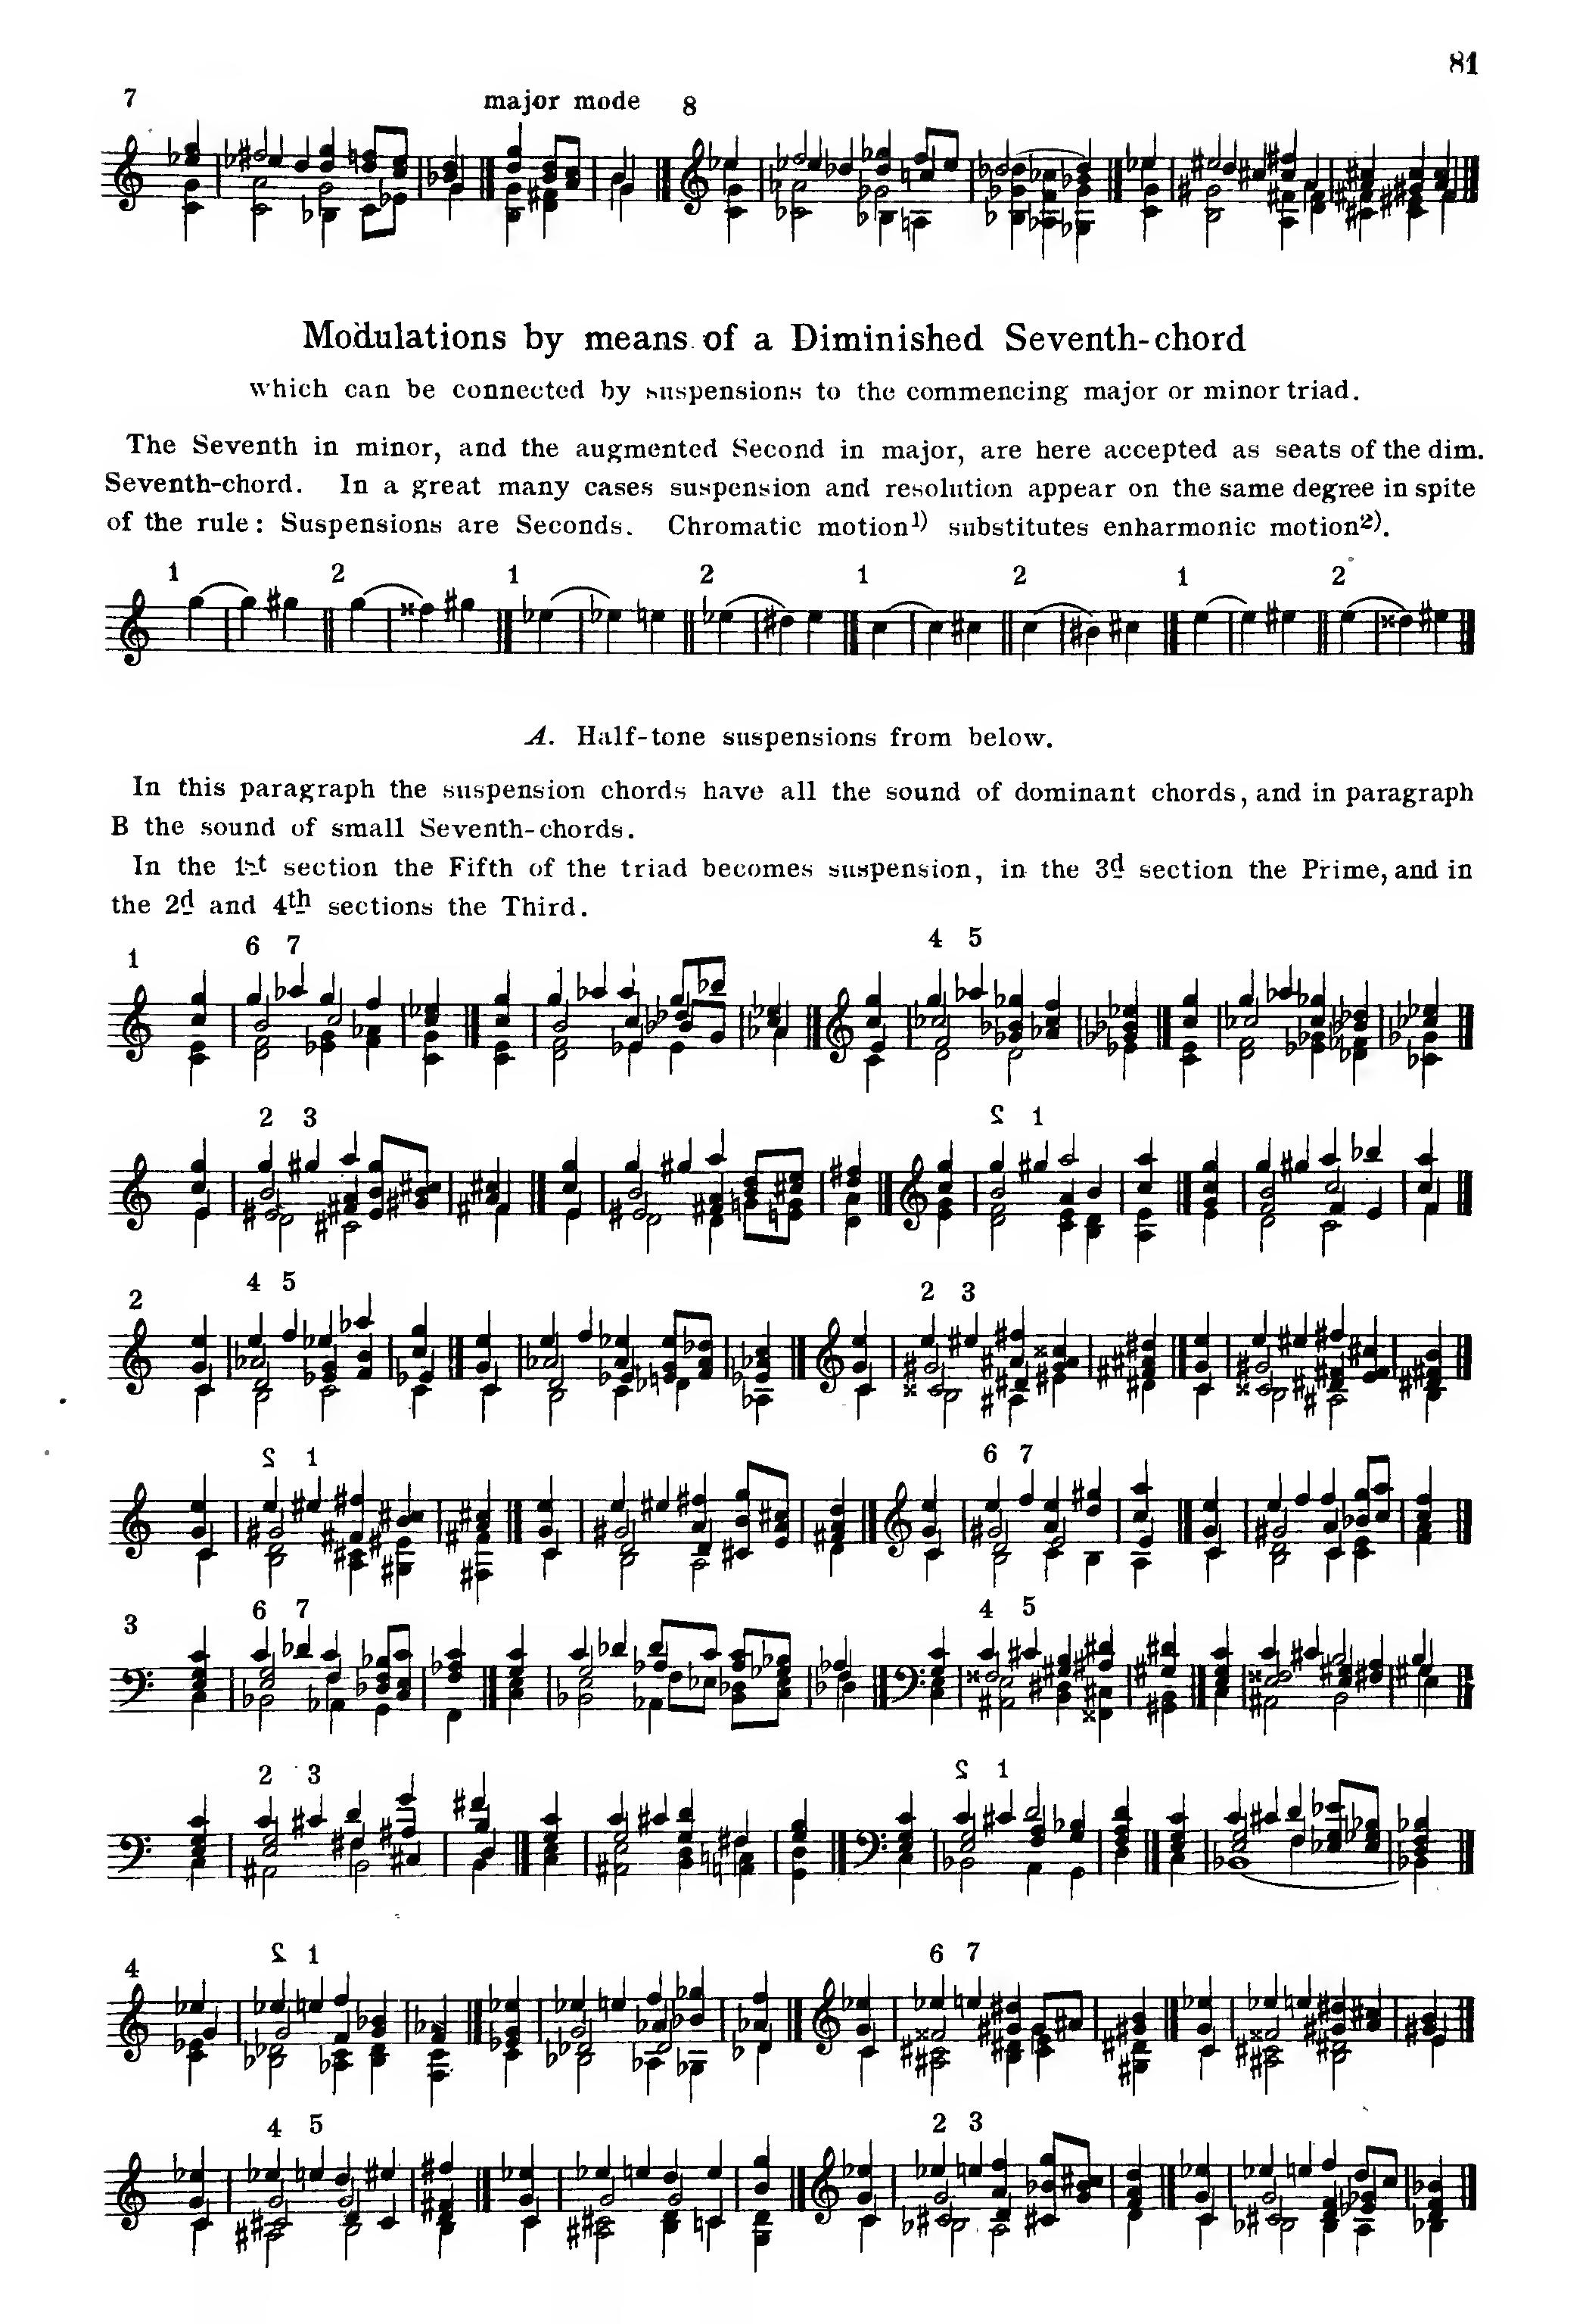 81
7 major mode 8
Modulations by means of a Diminished Seventh-chord
which can be connected by suspensions to the commencing major or minor triad.
The Seventh in minor, and the augmented Second in major, are here accepted as seats of the dim.
Seventh-chord. In a great many cases suspension and resolution appear on the same degree in spite
of the rule: Suspensions are Seconds. Chromatic motion1) substitutes enharmonic motion2).
1 2 1 2 1 2 1 2
A. Half-tone suspensions from below.
In this paragraph the suspension chords have all the sound of dominant chords, and in paragraph
B the sound of small Seventh-chords.
In the 1st section the Fifth of the triad becomes suspension, in the 3d section the Prime, and in
the 2d and 4th sections the Third.
1 6 7 4 5
2 3 2 1
2 4 5 2 3
2 1 6 7
3 6 7 4 5
2 3 2 1
4 2 1 6 7
4 5 2 3